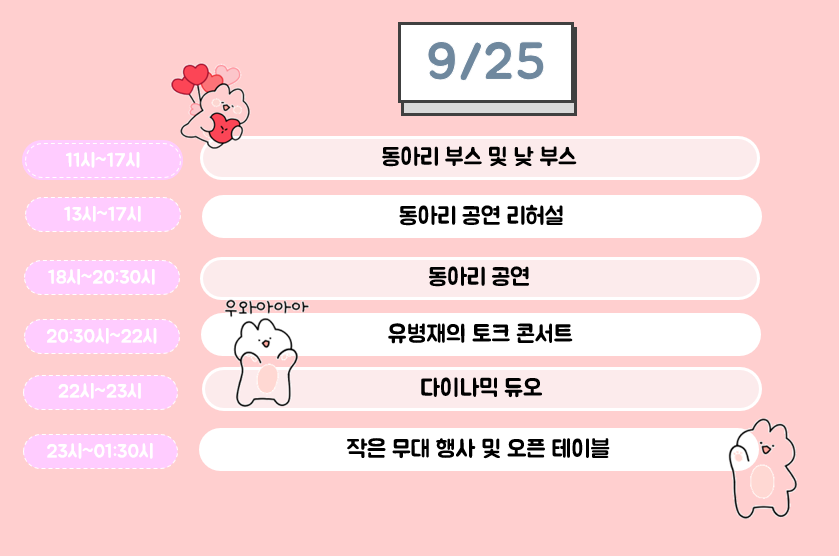 9/25
11시~17시 동아리 부스 및 낮 부스
13시~17시 동아리 공연 리허설
18시~20:30시 동아리 공연
우와아아아
20:30시~22시 유병재의 토크 콘서트
22시~23시 다이나믹 듀오
23시~01:30시 작은 무대 행사 및 오픈 테이블